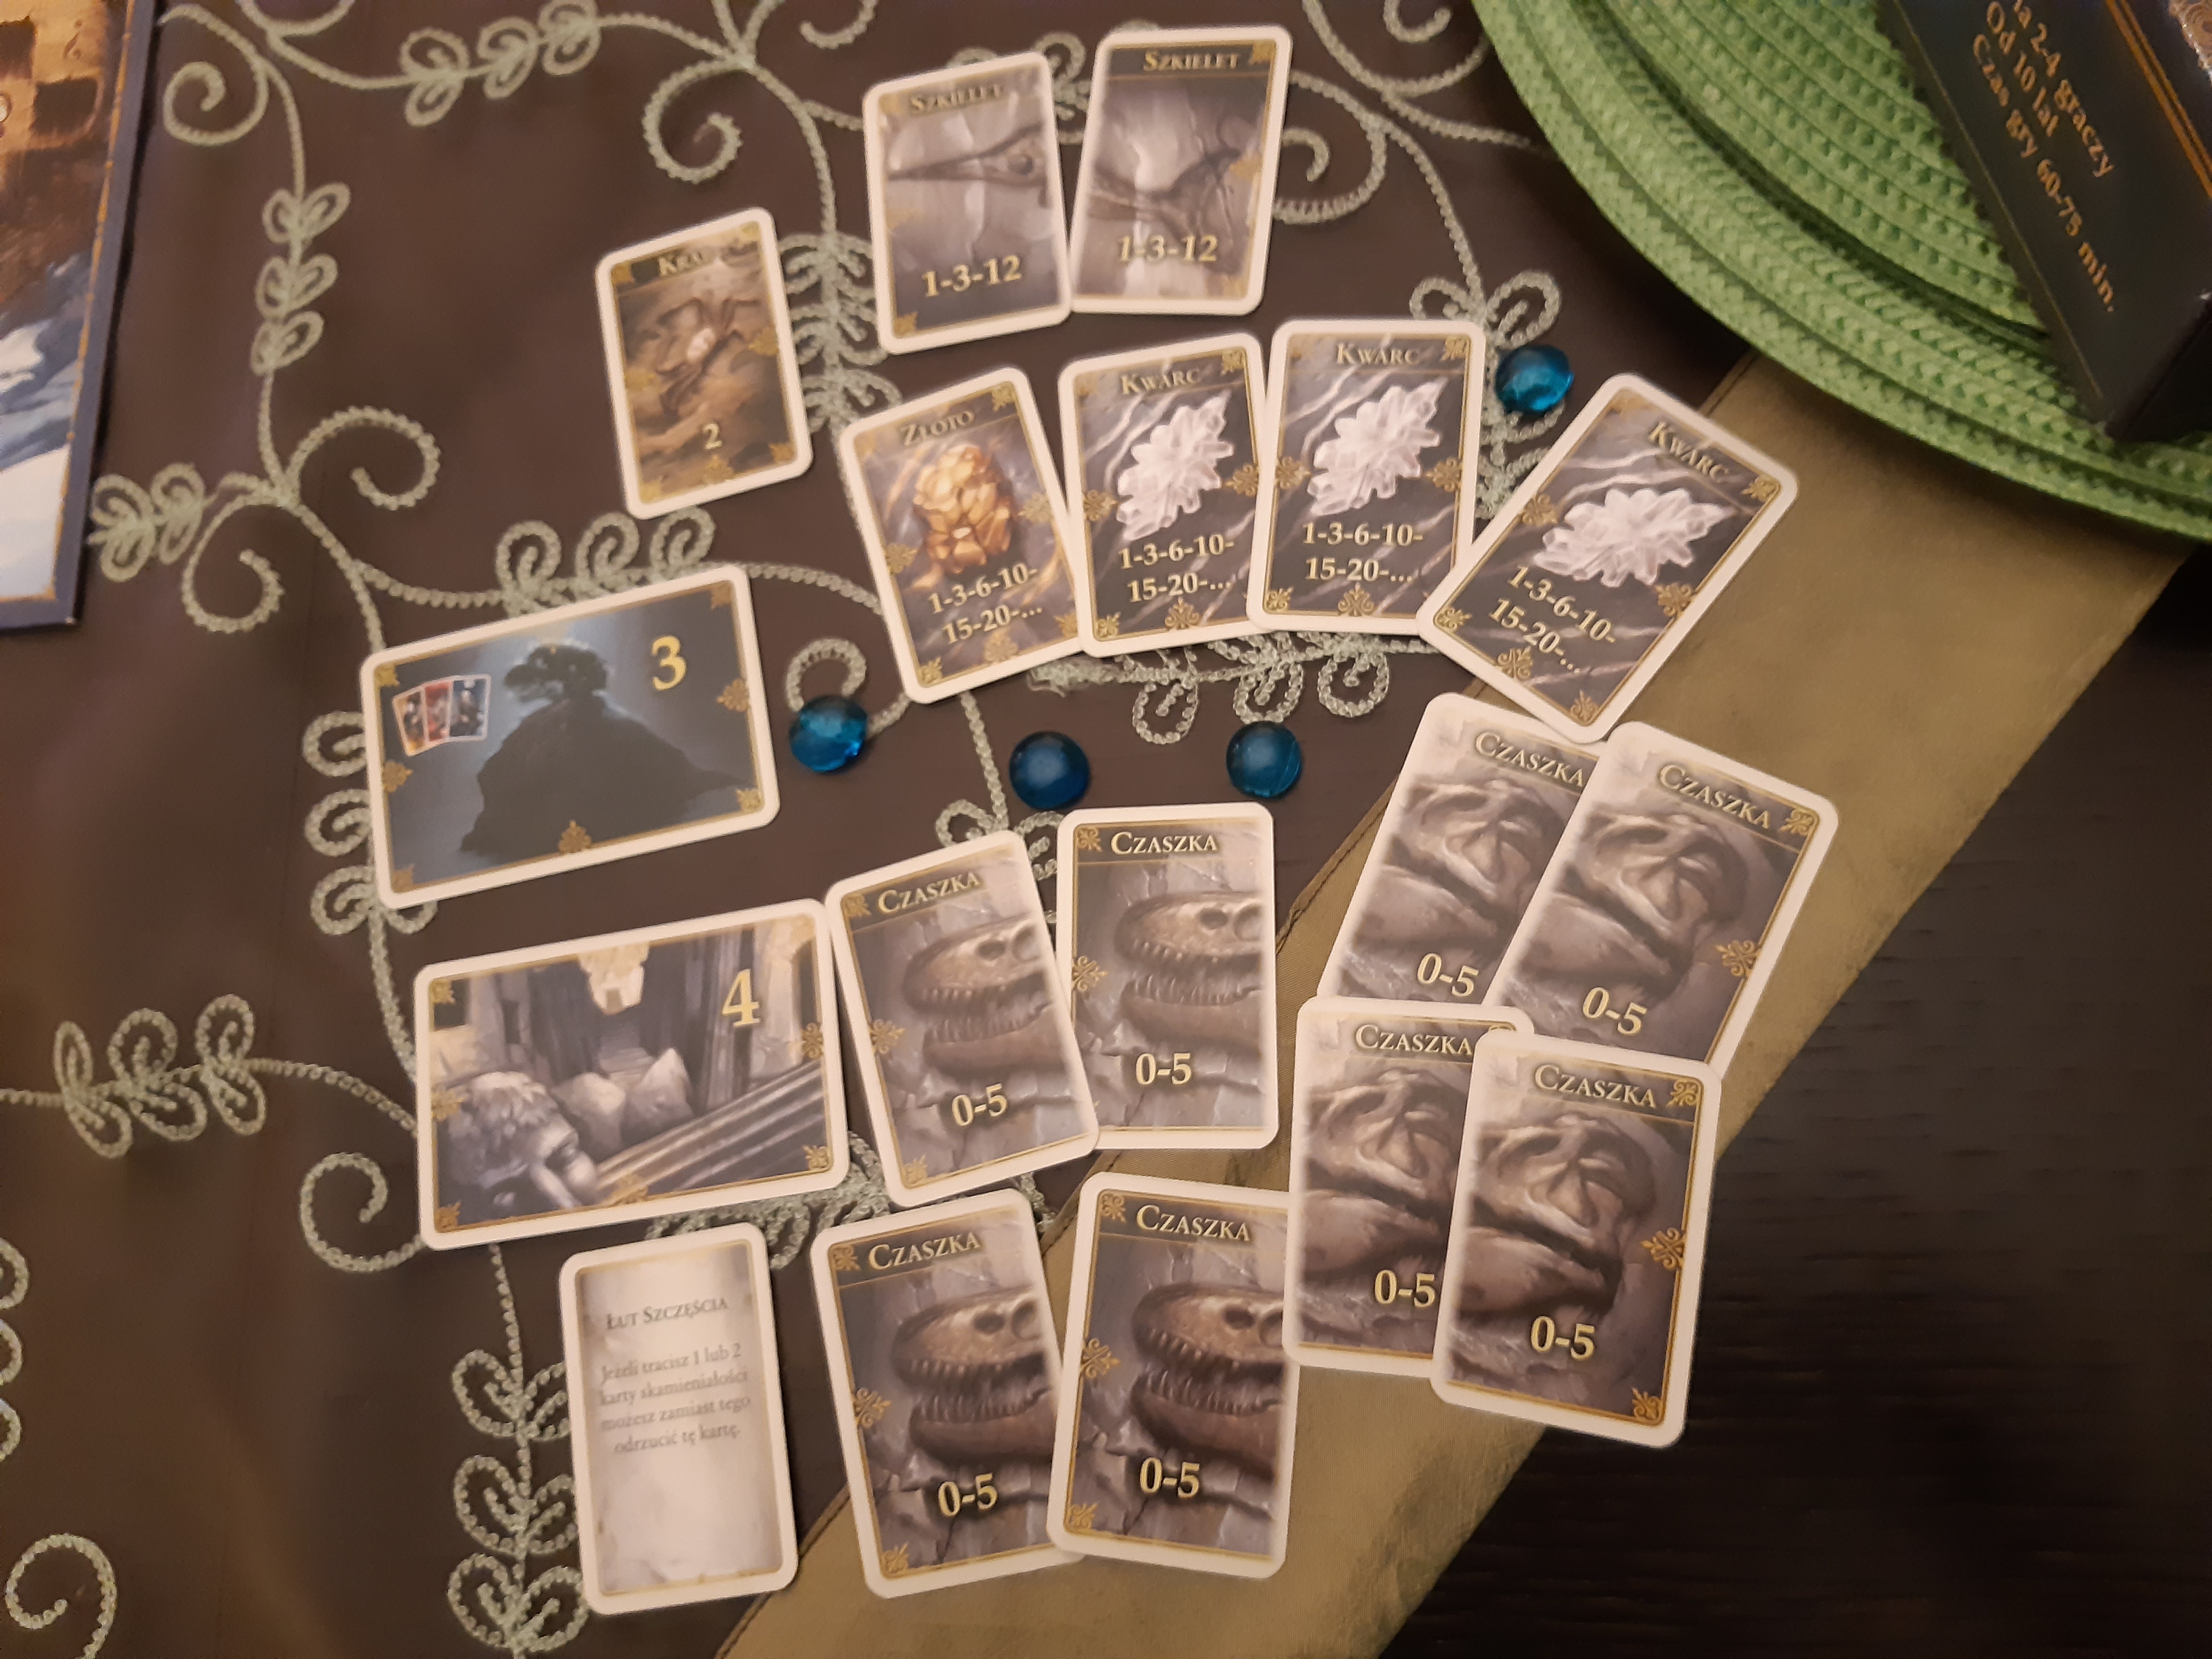 Szkielet
1-3-12
Szkielet
1-3-12
2
Złoto
1-3-6-10-
15-20-...
Kwarc
1-3-6-10-
15-20-...
Kwarc
1-3-6-10-
15-20-...
Kwarc
1-3-6-10-
15-20-...
2-4 graczy
Od 10 lat
Czas gry 60-75 min.
3
4
Czaszka
0-5
Czaszka
0-5
Czaszka
0-5
Czaszka
0-5
Czaszka
0-5
Czaszka
0-5
Łut Szczęścia
Jeżeli tracisz 1 lub 2
karty skamieniałości
możesz zamiast tego
odrzucić tę kartę.
Czaszka
0-5
Czaszka
0-5